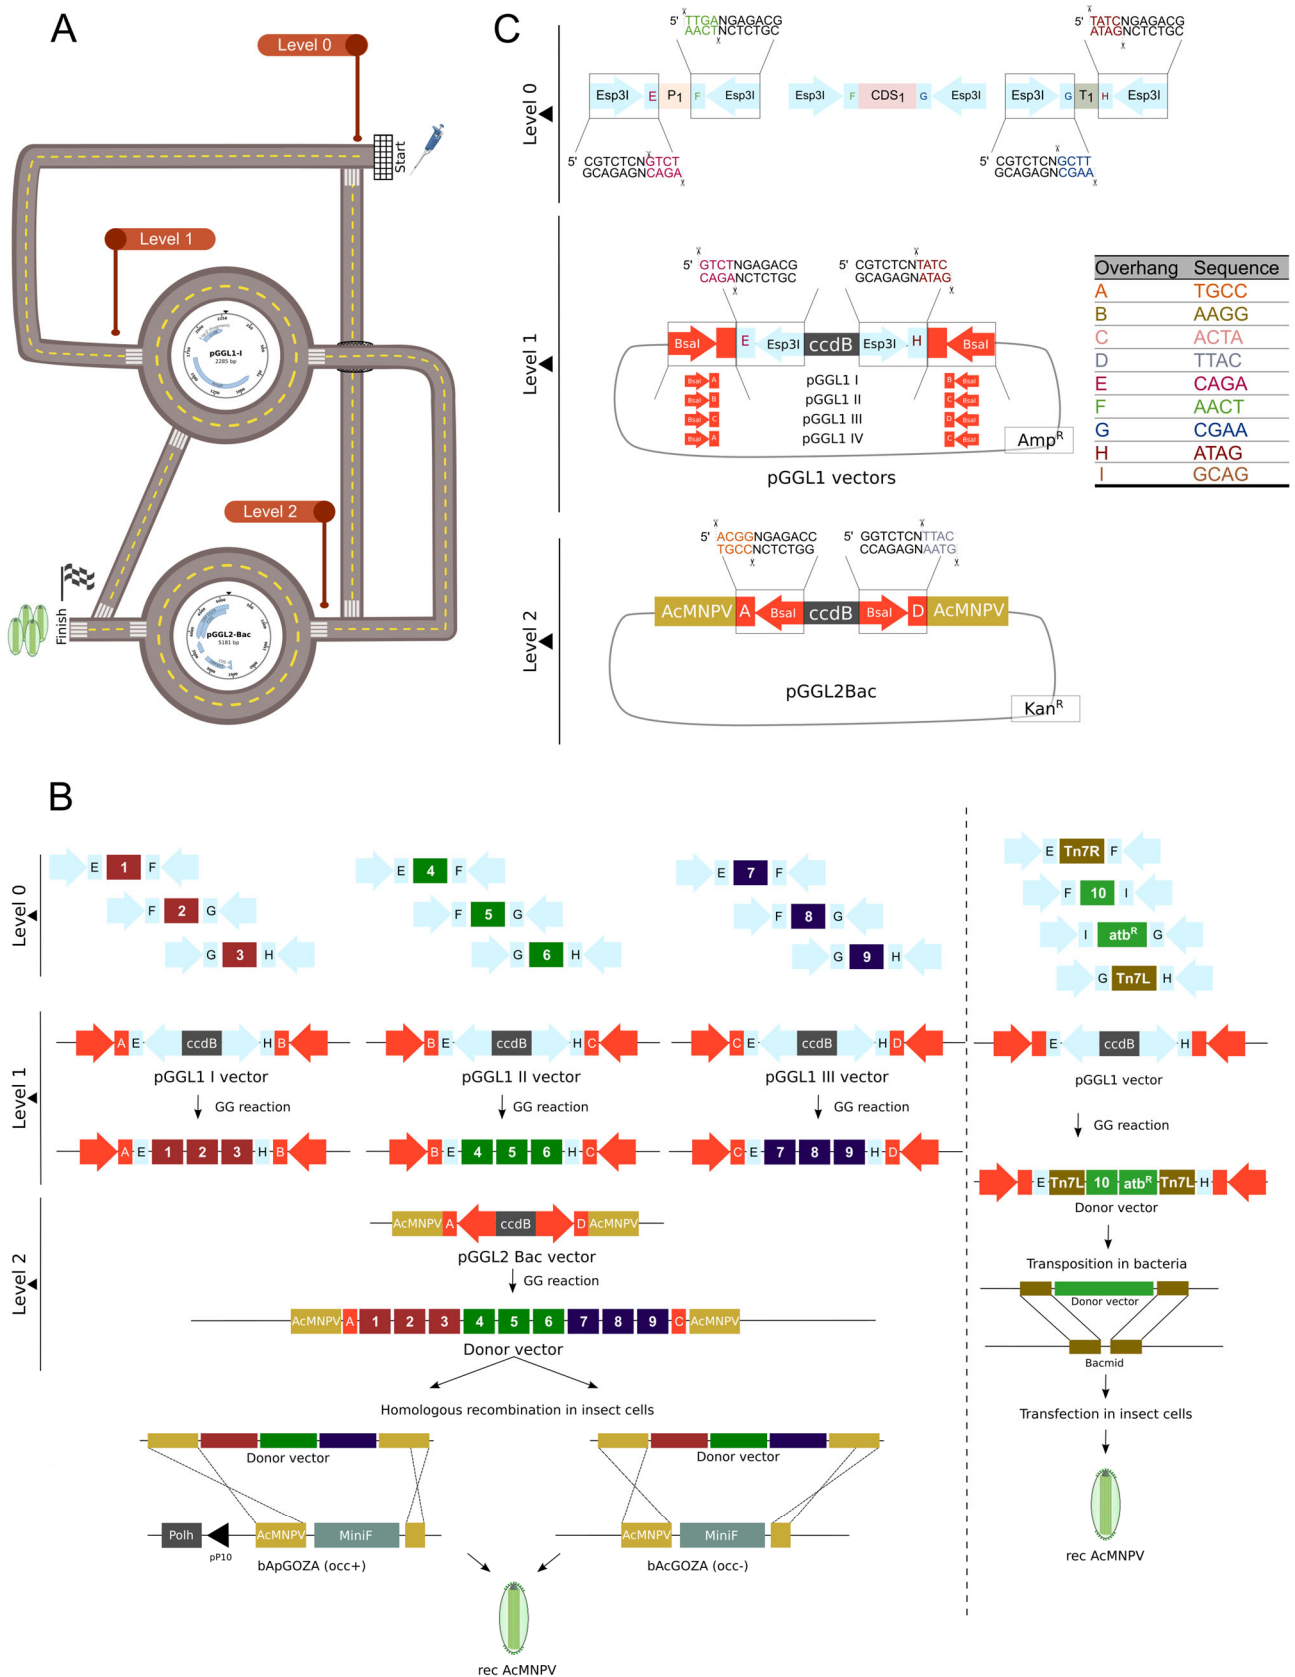 A
Level 0
Start
Level 1
pGGL1-I
2285 bp
Level 2
Finish
pGGL2-Bac
5181 bp
C
Level 0
5' TTGANGAGACG
AACTNCTCTGC
5' TATCNGAGACG
ATAGNCTCTGC
Esp3I E P1 F Esp3I
Esp3I F CDS1 G Esp3I
Esp3I G T1 H Esp3I
5' CGTCTCNGTCT
GCAGAGNCAGA
5' CGTCTCNGCTT
GCAGAGNCGAA
Level 1
5' GTCTNGAGACG
CAGANCTCTGC
5' CGTCTCNTATC
GCAGAGNATAG
BsaI E Esp3I ccdB Esp3I H BsaI
BsaI A pGGL1 I B BsaI
BsaI B pGGL1 II C BsaI
BsaI C pGGL1 III D BsaI
BsaI A pGGL1 IV C BsaI
AmpR
pGGL1 vectors
Overhang Sequence
A TGCC
B AAGG
C ACTA
D TTAC
E CAGA
F AACT
G CGAA
H ATAG
I GCAG
Level 2
5' ACGGNGAGACC
TGCCNCTCTGG
5' GGTCTCNTTAC
CCAGAGNAATG
AcMNPV A BsaI ccdB BsaI D AcMNPV
pGGL2Bac
KanR
B
Level 0
E 1 F
F 2 G
G 3 H
E 4 F
F 5 G
G 6 H
E 7 F
F 8 G
G 9 H
E Tn7R F
F 10 I
I atbR G
G Tn7L H
Level 1
A E ccdB H B
pGGL1 I vector
GG reaction
A E 1 2 3 H B
B E ccdB H C
pGGL1 II vector
GG reaction
B E 4 5 6 H C
C E ccdB H D
pGGL1 III vector
GG reaction
C E 7 8 9 H D
E ccdB H
pGGL1 vector
GG reaction
E Tn7L 10 atbR Tn7L H
Donor vector
Transposition in bacteria
Donor vector
Bacmid
Transfection in insect cells
rec AcMNPV
Level 2
AcMNPV A ccdB D AcMNPV
pGGL2 Bac vector
GG reaction
AcMNPV A 1 2 3 4 5 6 7 8 9 C AcMNPV
Donor vector
Homologous recombination in insect cells
Donor vector
Polh pP10 AcMNPV MiniF
bApGOZA (occ+)
Donor vector
AcMNPV MiniF
bAcGOZA (occ-)
rec AcMNPV